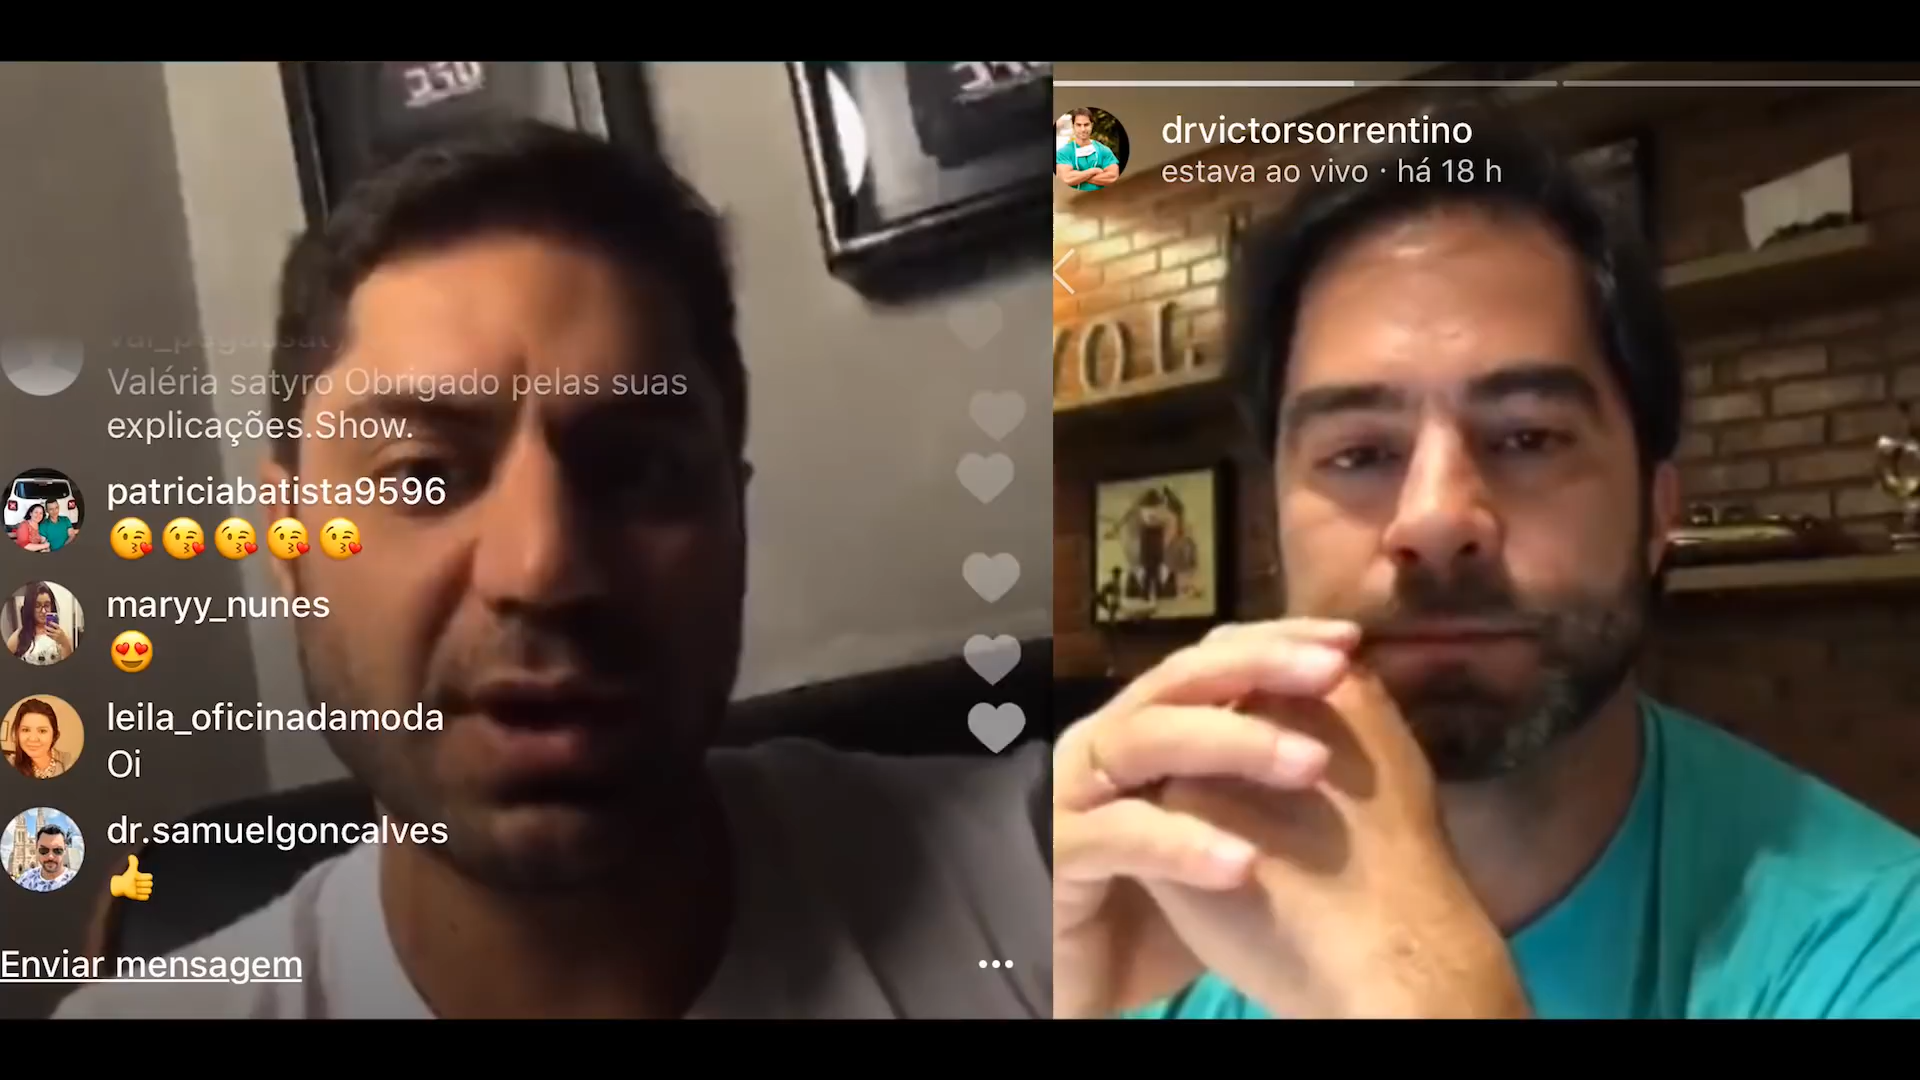 drvictorsorrentino
estava ao vivo · há 18 h
Valéria satyro Obrigado pelas suas
explicações.Show.
patriciabatista9596
😘😘😘😘😘
maryy_nunes
😍
leila_oficinadamoda
Oi
dr.samuelgoncalves
👍
Enviar mensagem